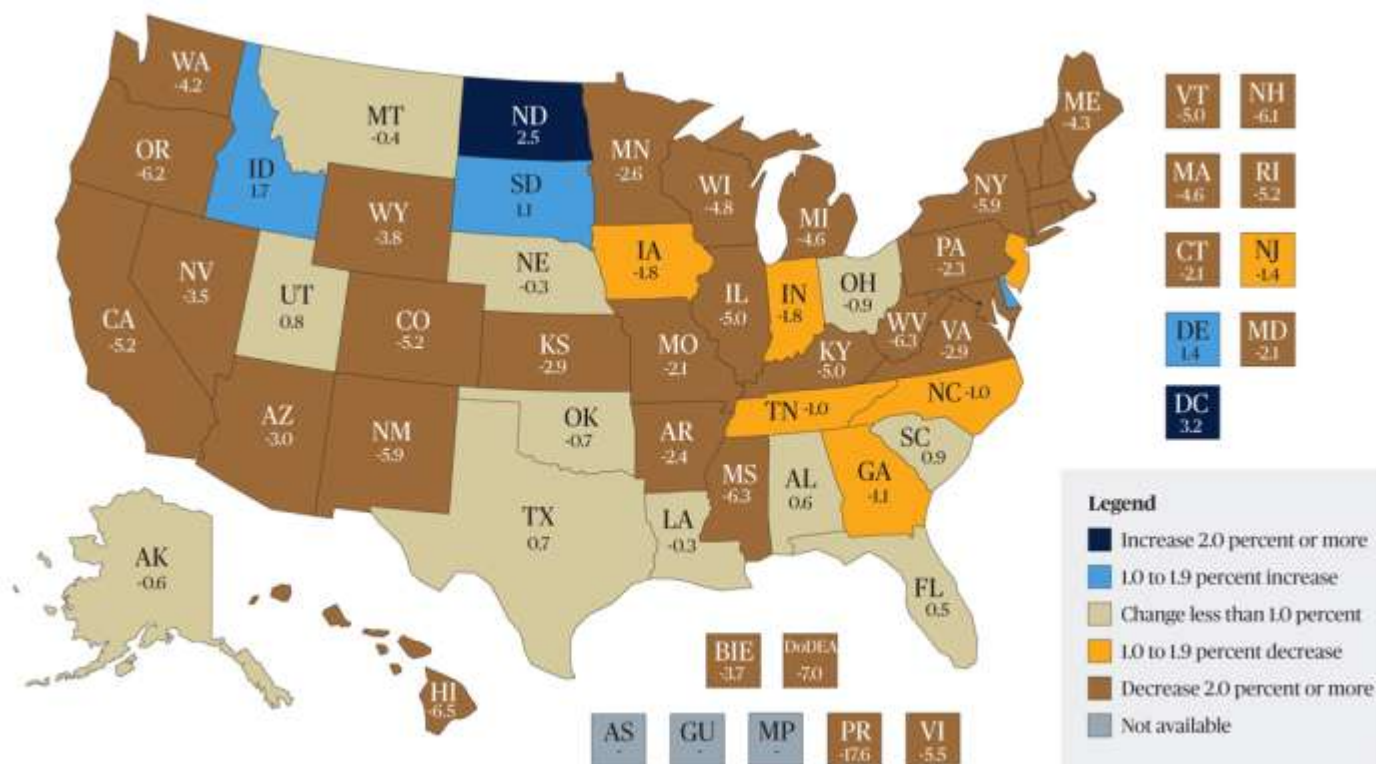 WA
-4.2
MT
-0.4
ND
2.5
OR
-6.2
ID
1.7
SD
1.1
MN
-2.6
WI
-4.8
MI
-4.6
NY
-5.9
ME
-4.3
WY
-3.8
NE
-0.3
IA
-1.8
PA
-2.3
CA
-5.2
NV
-3.5
UT
0.8
CO
-5.2
KS
-2.9
MO
-2.1
IL
-5.0
IN
-1.8
OH
-0.9
WV
-6.3
VA
-2.9
KY
-5.0
AZ
-3.0
NM
-5.9
OK
-0.7
AR
-2.4
TN -1.0
NC -1.0
SC
0.9
MS
-6.3
AL
0.6
GA
-1.1
TX
0.7
LA
-0.3
FL
0.5
AK
-0.6
HI
-6.5
VT
-5.0
NH
-6.1
MA
-4.6
RI
-5.2
CT
-2.1
NJ
-1.4
DE
1.4
MD
-2.1
DC
3.2
BIE
-3.7
DoDEA
-7.0
AS
-
GU
-
MP
-
PR
-17.6
VI
-5.5
Legend
Increase 2.0 percent or more
1.0 to 1.9 percent increase
Change less than 1.0 percent
1.0 to 1.9 percent decrease
Decrease 2.0 percent or more
Not available